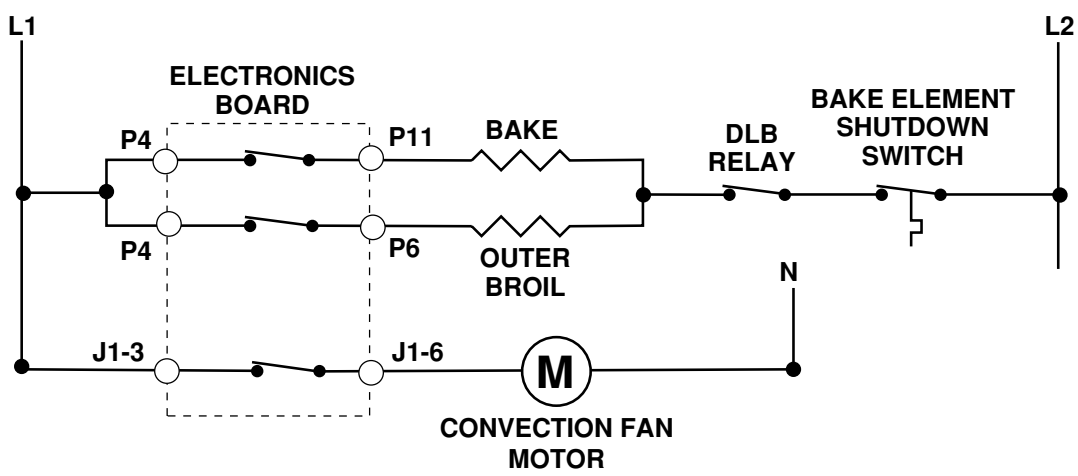 L1
L2
ELECTRONICS
BOARD
BAKE ELEMENT
SHUTDOWN
SWITCH
P4
P11
BAKE
DLB
RELAY
P4
P6
OUTER
BROIL
N
J1-3
J1-6
M
CONVECTION FAN
MOTOR